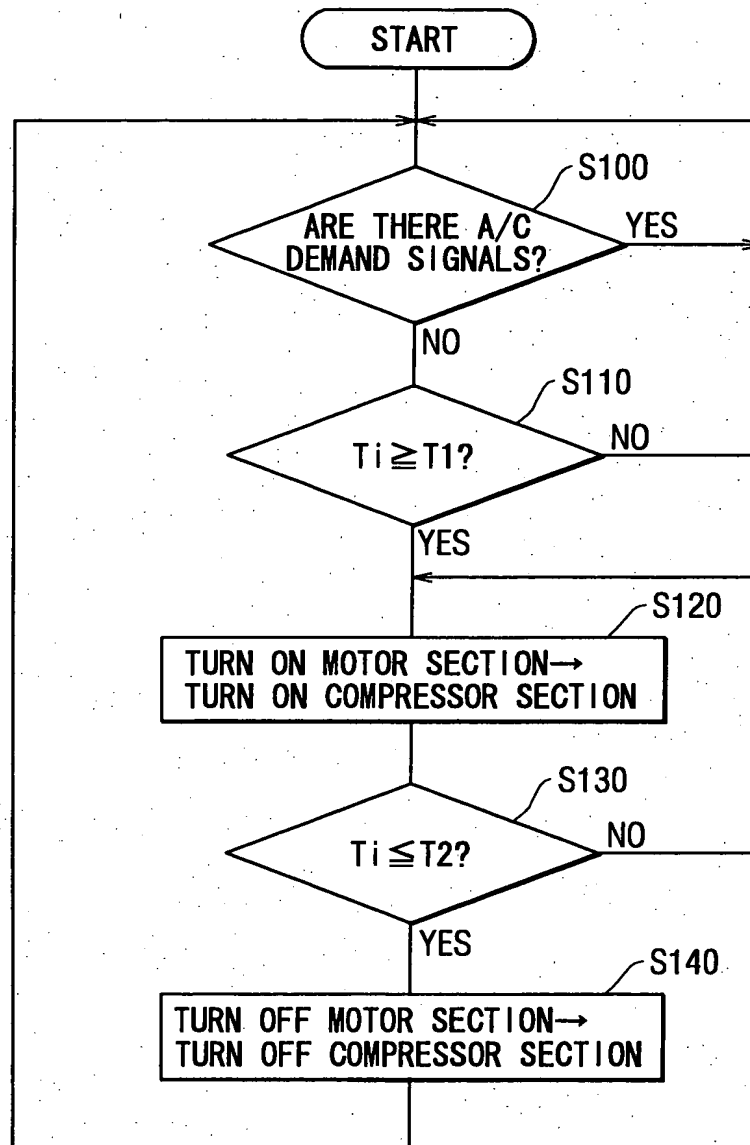 START
S100
ARE THERE A/C
DEMAND SIGNALS?
YES
NO
S110
Ti≧T1?
NO
YES
S120
TURN ON MOTOR SECTION→
TURN ON COMPRESSOR SECTION
S130
Ti≦T2?
NO
YES
S140
TURN OFF MOTOR SECTION→
TURN OFF COMPRESSOR SECTION